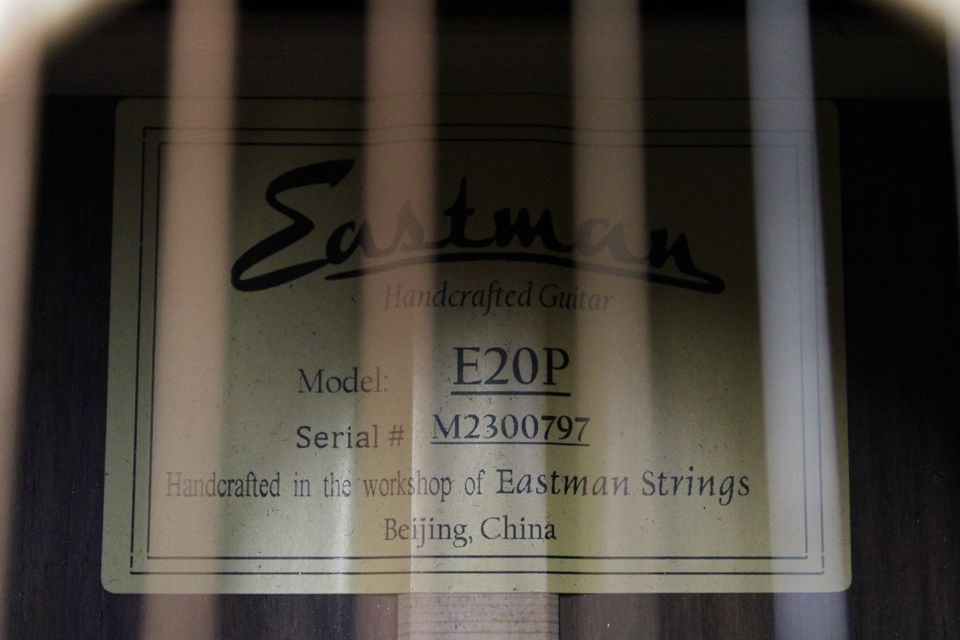 Eastman
Handcrafted Guitar
Model: E20P
Serial # M2300797
Handcrafted in the workshop of Eastman Strings
Beijing, China